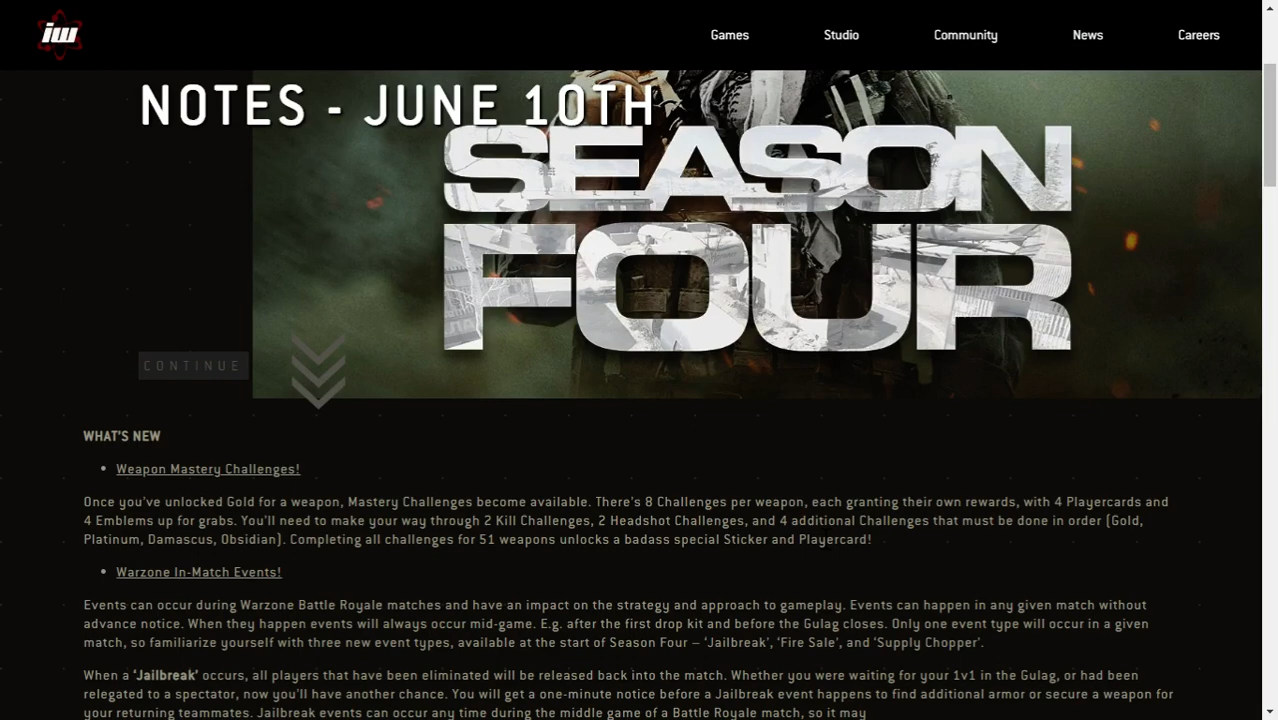 iw
Games Studio Community News Careers
NOTES - JUNE 10TH
SEASON
FOUR
CONTINUE
WHAT'S NEW
• Weapon Mastery Challenges!
Once you've unlocked Gold for a weapon, Mastery Challenges become available. There's 8 Challenges per weapon, each granting their own rewards, with 4 Playercards and
4 Emblems up for grabs. You'll need to make your way through 2 Kill Challenges, 2 Headshot Challenges, and 4 additional Challenges that must be done in order (Gold,
Platinum, Damascus, Obsidian). Completing all challenges for 51 weapons unlocks a badass special Sticker and Playercard!
• Warzone In-Match Events!
Events can occur during Warzone Battle Royale matches and have an impact on the strategy and approach to gameplay. Events can happen in any given match without
advance notice. When they happen events will always occur mid-game. E.g. after the first drop kit and before the Gulag closes. Only one event type will occur in a given
match, so familiarize yourself with three new event types, available at the start of Season Four – 'Jailbreak', 'Fire Sale', and 'Supply Chopper'.
When a 'Jailbreak' occurs, all players that have been eliminated will be released back into the match. Whether you were waiting for your 1v1 in the Gulag, or had been
relegated to a spectator, now you'll have another chance. You will get a one-minute notice before a Jailbreak event happens to find additional armor or secure a weapon for
your returning teammates. Jailbreak events can occur any time during the middle game of a Battle Royale match, so it may